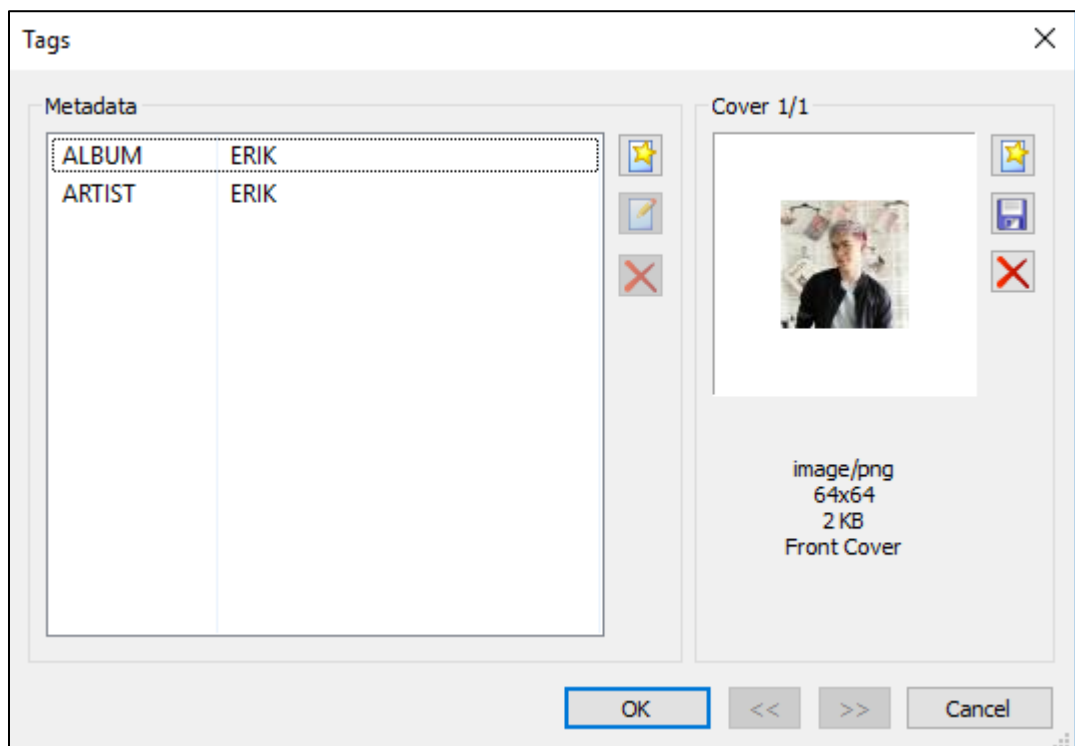 Tags
Metadata
ALBUM ERIK
ARTIST ERIK
Cover 1/1
image/png
64x64
2 KB
Front Cover
OK << >> Cancel